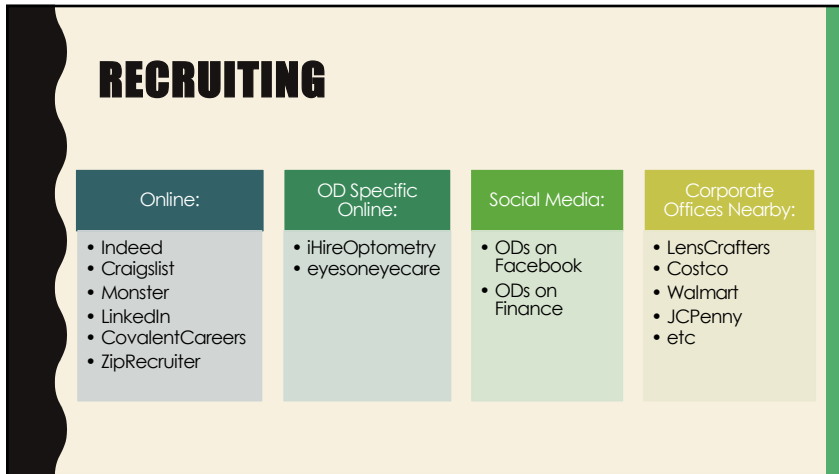 RECRUITING
Online:
• Indeed
• Craigslist
• Monster
• LinkedIn
• CovalentCareers
• ZipRecruiter
OD Specific
Online:
• iHireOptometry
• eyesoneyecare
Social Media:
• ODs on
Facebook
• ODs on
Finance
Corporate
Offices Nearby:
• LensCrafters
• Costco
• Walmart
• JCPenny
• etc